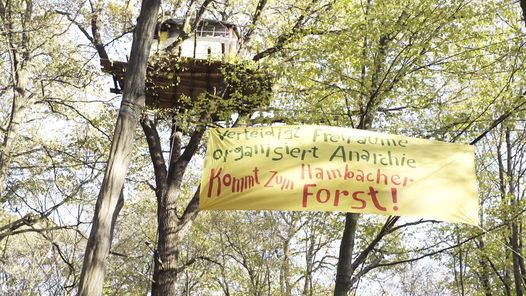 Verteidigt Freiräume
organisiert Anarchie
Kommt zum Hambacher
Forst!